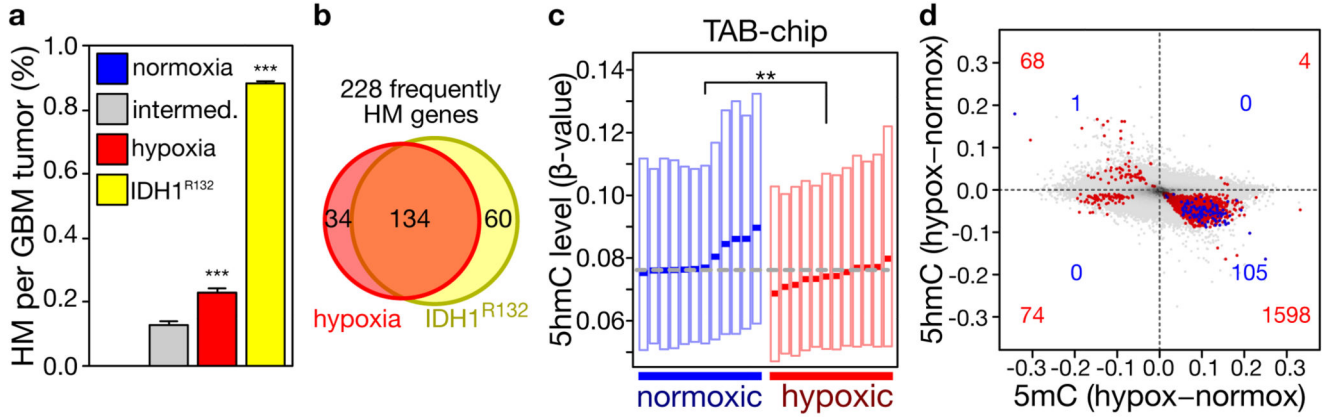 a
HM per GBM tumor (%)
1.0
0.8
0.6
0.4
0.2
0.0
normoxia
intermed.
hypoxia
IDH1R132
***
***
b
228 frequently
HM genes
34
134
60
hypoxia
IDH1R132
c
TAB-chip
5hmC level (β-value)
0.14
0.12
0.10
0.08
0.06
**
normoxic
hypoxic
d
5hmC (hypox−normox)
0.3
0.2
0.1
0.0
-0.1
-0.2
-0.3
68
4
1
0
0
105
74
1598
-0.3 -0.2 -0.1 0.0 0.1 0.2 0.3
5mC (hypox−normox)